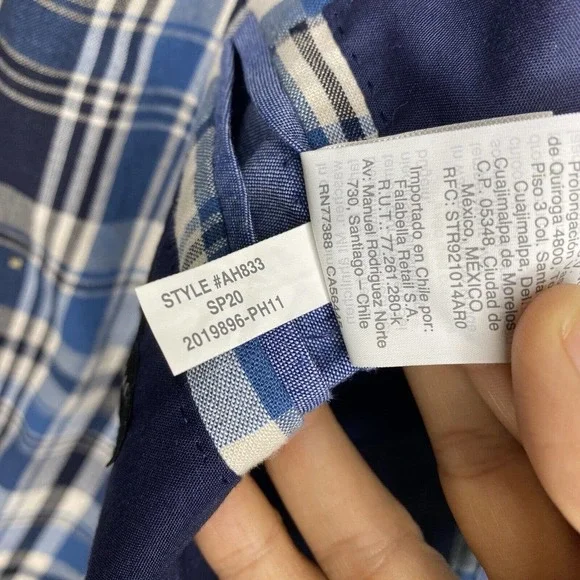 STYLE #AH833
SP20
2019896-PH11
Importado en Chile por:
Falabella Retail S.A.
R.U.T.: 77.261.280-k
Av: Manuel Rodriguez Norte
730, Santiago – Chile
RN77388
de Quiroga 4800
Piso 3 Col. Santa
Cuajimalpa Del.
Cuajimalpa de Morelos
C.P. 05348, Ciudad de
México, MEXICO
RFC: STR921014AR0